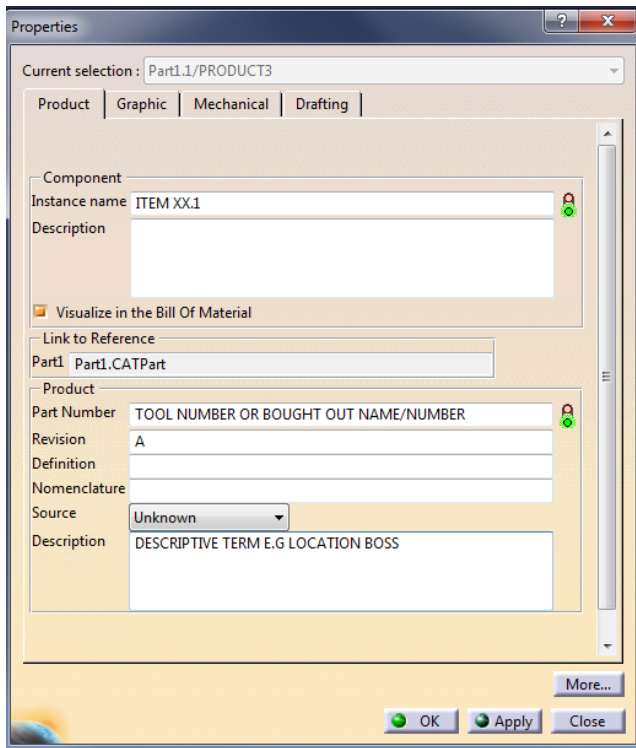 Properties
?
X
Current selection : Part1.1/PRODUCT3
Product Graphic Mechanical Drafting
Component
Instance name ITEM XX.1
Description
Visualize in the Bill Of Material
Link to Reference
Part1 Part1.CATPart
Product
Part Number TOOL NUMBER OR BOUGHT OUT NAME/NUMBER
Revision A
Definition
Nomenclature
Source Unknown
Description DESCRIPTIVE TERM E.G LOCATION BOSS
More...
OK Apply Close